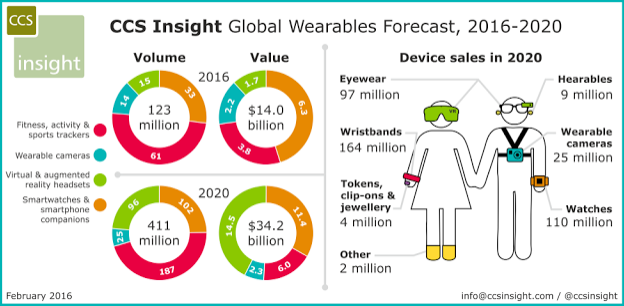 CCS
insight
CCS Insight Global Wearables Forecast, 2016-2020
Volume
Value
2016
15
33
61
14
123
million
1.7
6.3
3.8
2.2
$14.0
billion
Fitness, activity &
sports trackers
Wearable cameras
Virtual & augmented
reality headsets
Smartwatches &
smartphone
companions
2020
96
102
187
25
411
million
14.5
11.4
6.0
2.3
$34.2
billion
Device sales in 2020
Eyewear
97 million
Hearables
9 million
VR
Wristbands
164 million
Wearable
cameras
25 million
Tokens,
clip-ons &
jewellery
4 million
Watches
110 million
Other
2 million
February 2016
info@ccsinsight.com / @ccsinsight